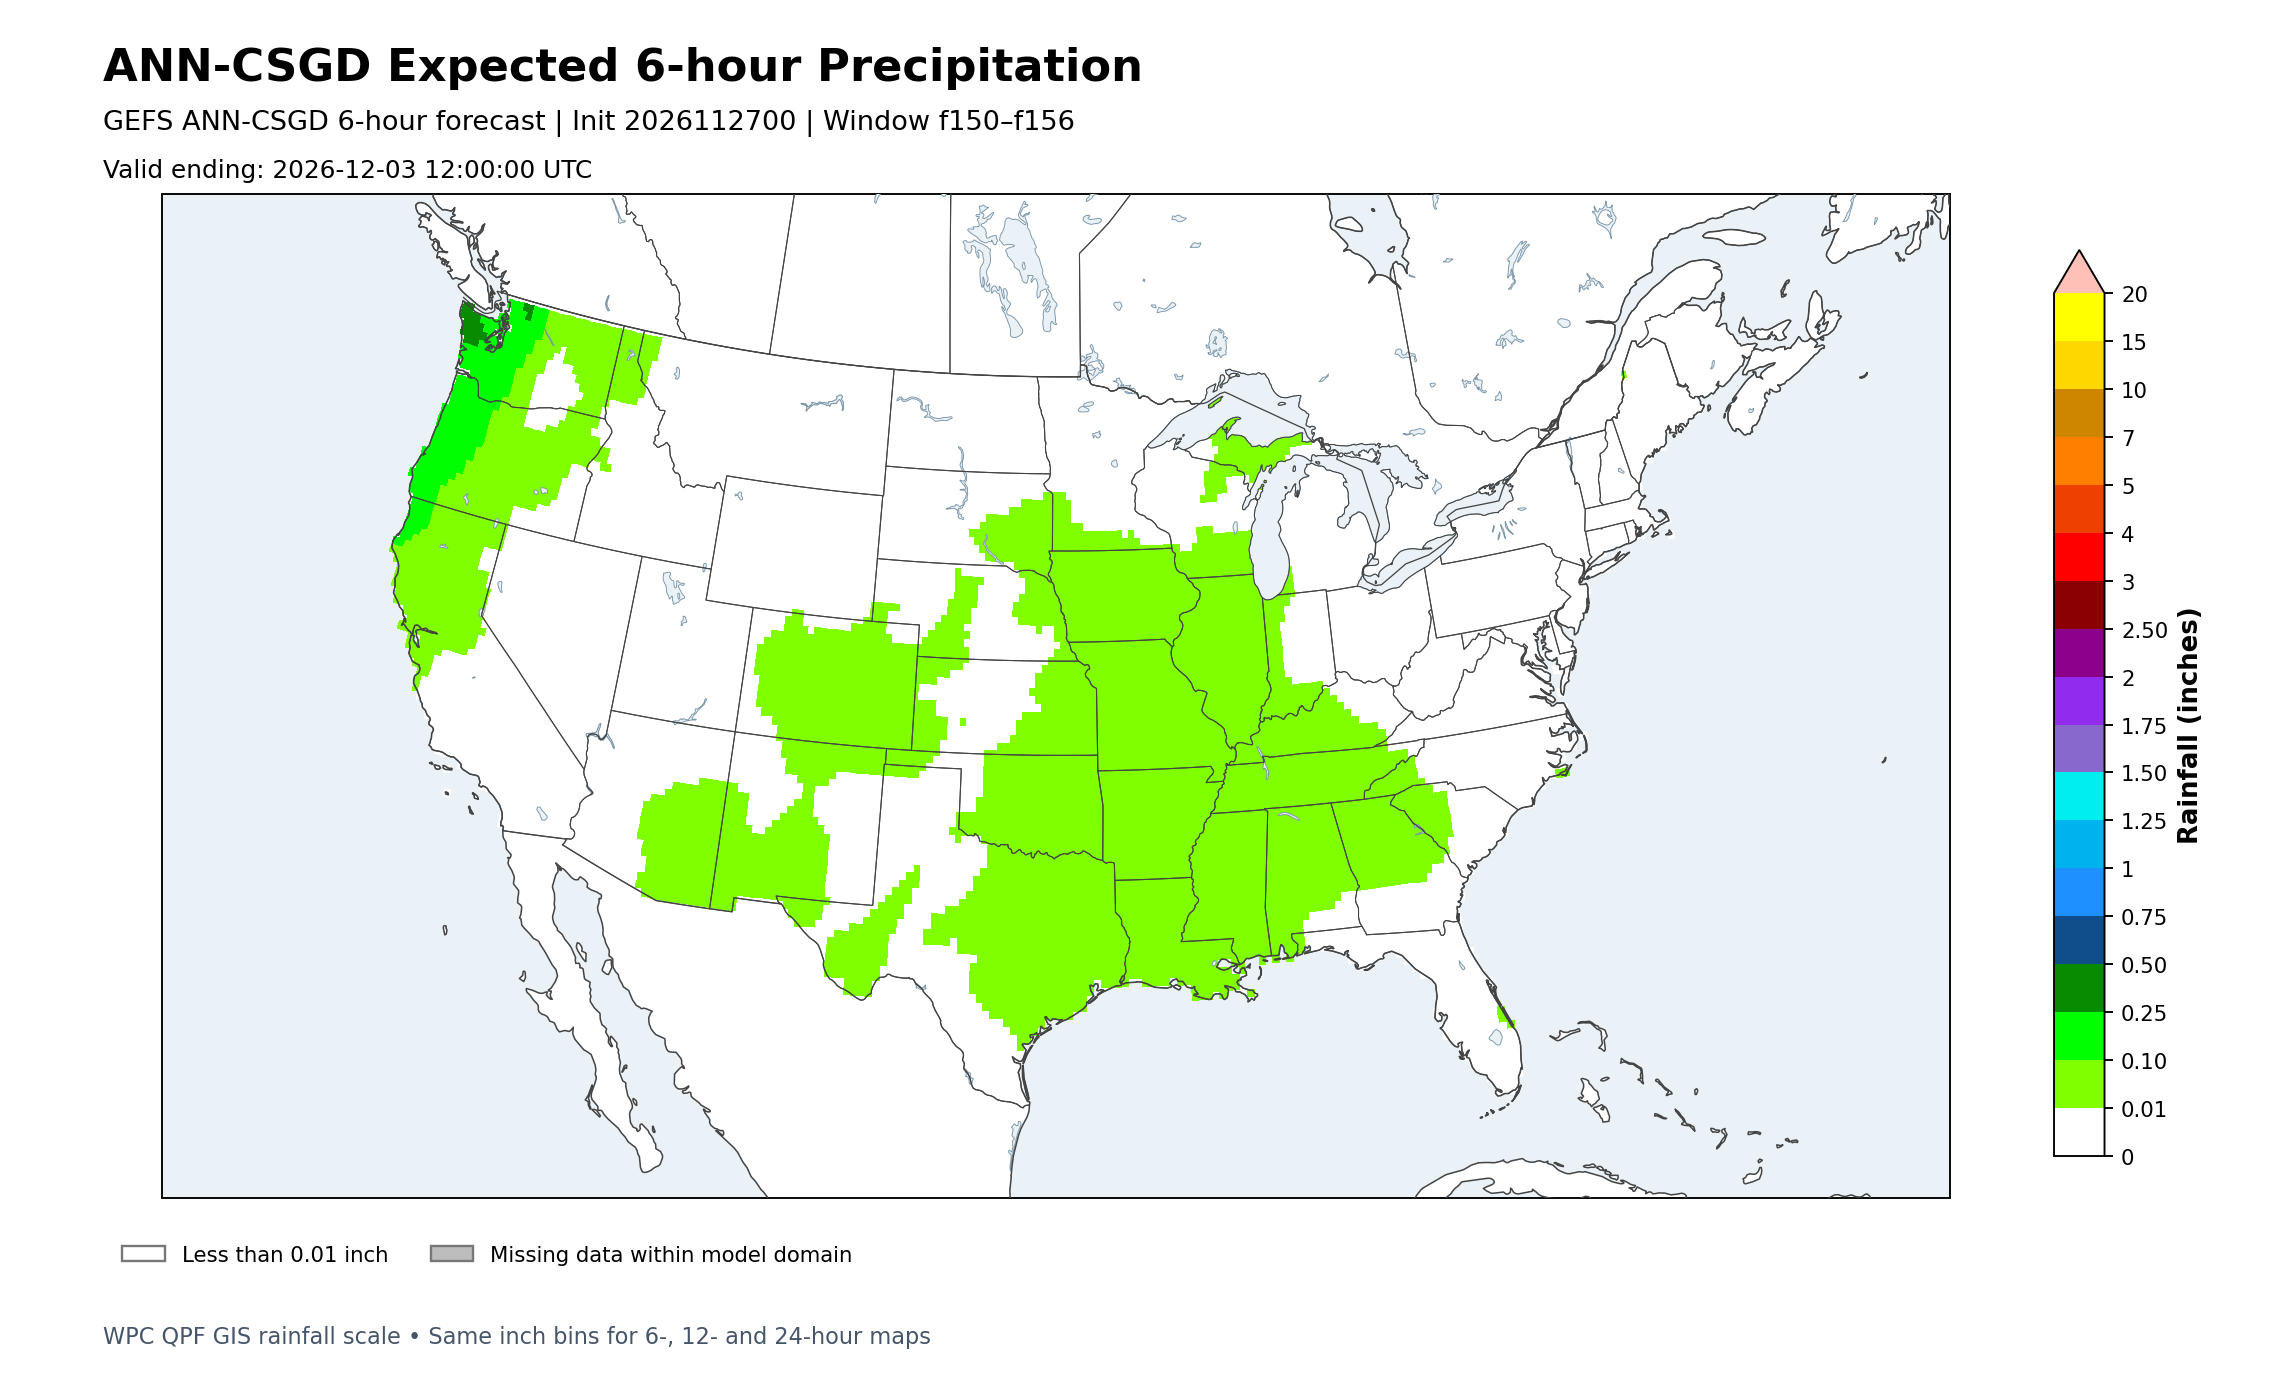 ANN-CSGD Expected 6-hour Precipitation
GEFS ANN-CSGD 6-hour forecast | Init 2026112700 | Window f150–f156
Valid ending: 2026-12-03 12:00:00 UTC
20
15
10
7
5
4
3
2.50
2
1.75
1.50
1.25
1
0.75
0.50
0.25
0.10
0.01
0
Rainfall (inches)
Less than 0.01 inch
Missing data within model domain
WPC QPF GIS rainfall scale • Same inch bins for 6-, 12- and 24-hour maps